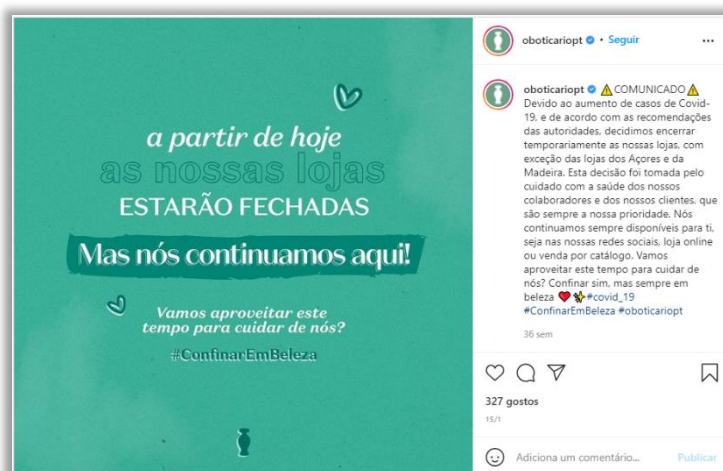 a partir de hoje
as nossas lojas
ESTARÃO FECHADAS
Mas nós continuamos aqui!
Vamos aproveitar este
tempo para cuidar de nós?
#ConfinarEmBeleza
oboticariopt • Seguir
oboticariopt ⚠️COMUNICADO⚠️
Devido ao aumento de casos de Covid-
19, e de acordo com as recomendações
das autoridades, decidimos encerrar
temporariamente as nossas lojas, com
exceção das lojas dos Açores e da
Madeira. Esta decisão foi tomada pelo
cuidado com a saúde dos nossos
colaboradores e dos nossos clientes, que
são sempre a nossa prioridade. Nós
continuamos sempre disponíveis para ti,
seja nas nossas redes sociais, loja online
ou venda por catálogo. Vamos
aproveitar este tempo para cuidar de
nós? Confinar sim, mas sempre em
beleza ❤️✨#covid_19
#ConfinarEmBeleza #oboticariopt
36 sem
327 gostos
15/1
Adiciona um comentário... Publicar